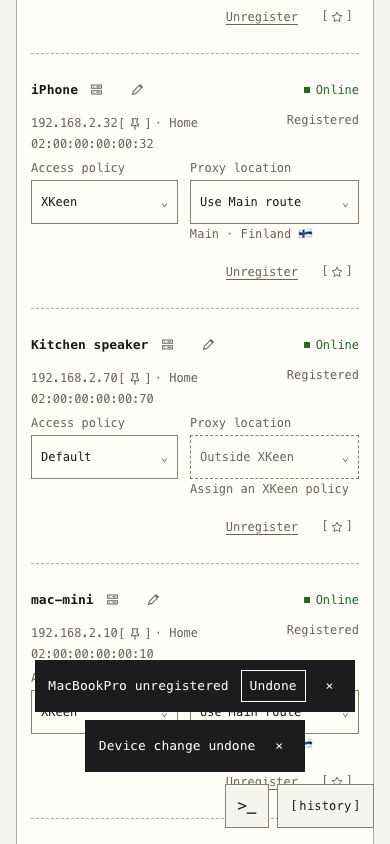 Unregister [☆]
iPhone Online
192.168.2.32[ ] · Home Registered
02:00:00:00:00:32
Access policy Proxy location
XKeen Use Main route
Main · Finland 🇫🇮
Unregister [☆]
Kitchen speaker Online
192.168.2.70[ ] · Home Registered
02:00:00:00:00:70
Access policy Proxy location
Default Outside XKeen
Assign an XKeen policy
Unregister [☆]
mac-mini Online
192.168.2.10[ ] · Home Registered
02:00:00:00:00:10
MacBookPro unregistered Undone ×
XKeen Use Main route
Device change undone ×
Unregister [☆]
>_ [history]